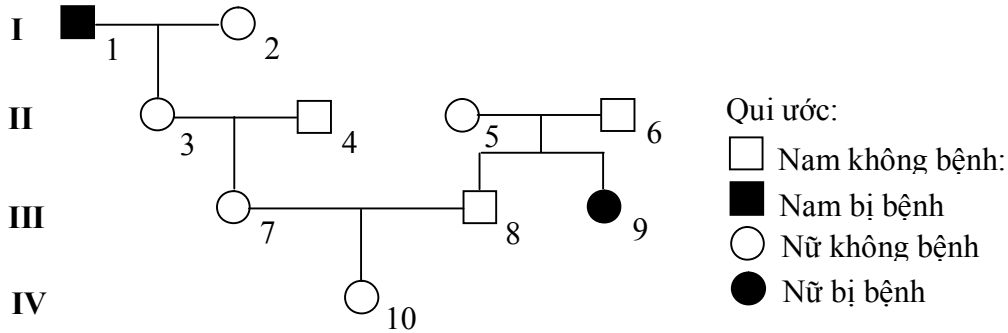 I
1
2
II
3
4
5
6
III
7
8
9
IV
10
Qui ước:
Nam không bệnh:
Nam bị bệnh
Nữ không bệnh
Nữ bị bệnh